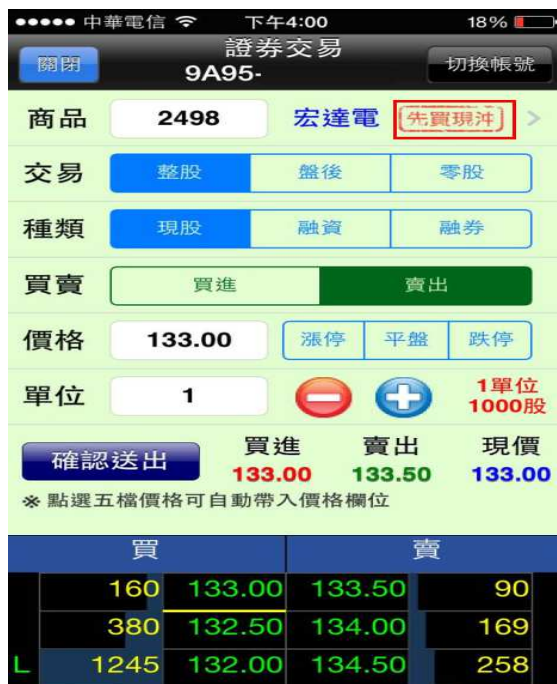 中華電信 下午4:00 18%
關閉 證券交易 切換帳號
9A95-
商品 2498 宏達電 先買現沖 >
交易 整股 盤後 零股
種類 現股 融資 融券
買賣 買進 賣出
價格 133.00 漲停 平盤 跌停
單位 1 1單位
1000股
確認送出 買進 賣出 現價
133.00 133.50 133.00
※ 點選五檔價格可自動帶入價格欄位
買 賣
160 133.00 133.50 90
380 132.50 134.00 169
L 1245 132.00 134.50 258